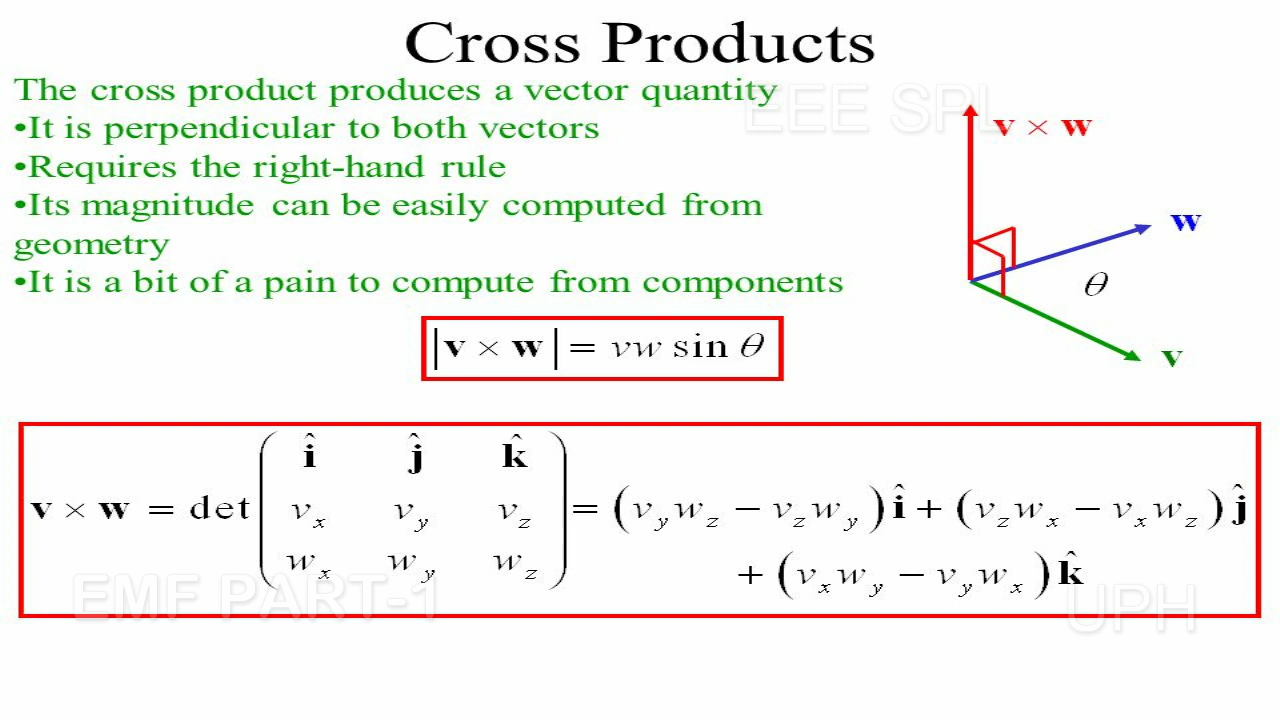 Cross Products
The cross product produces a vector quantity
•It is perpendicular to both vectors
•Requires the right-hand rule
•Its magnitude can be easily computed from
geometry
•It is a bit of a pain to compute from components
EEE SPL
v × w
w
θ
v
|v × w| = vw sin θ
v × w = det( î ĵ k̂
v_x v_y v_z
w_x w_y w_z ) = (v_y w_z − v_z w_y) î + (v_z w_x − v_x w_z) ĵ
+ (v_x w_y − v_y w_x) k̂
EMF PART-1
UPH